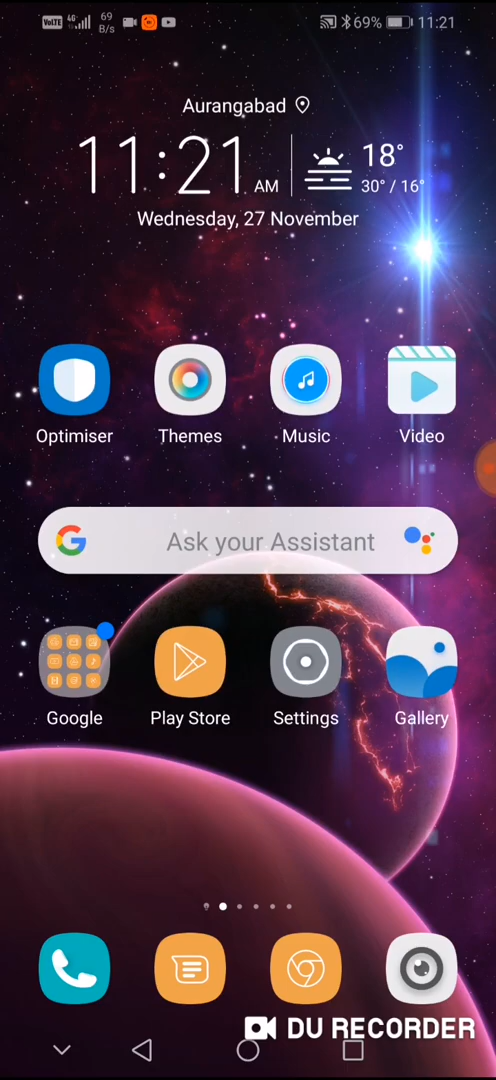 VoLTE 4G 69 B/s 69% 11:21
Aurangabad
11:21 AM 18°
30° / 16°
Wednesday, 27 November
Optimiser Themes Music Video
G Ask your Assistant
Google Play Store Settings Gallery
DU RECORDER